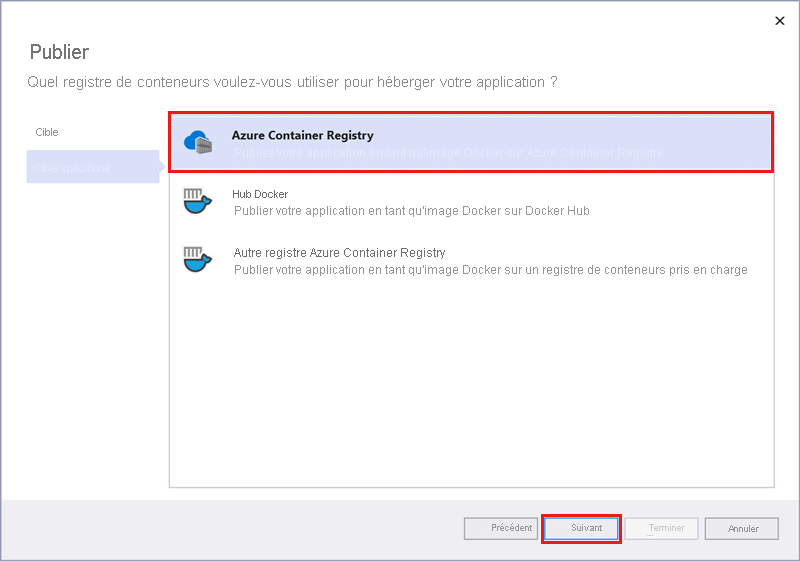 Publier
Quel registre de conteneurs voulez-vous utiliser pour héberger votre application ?
Cible
Cible spécifique
Azure Container Registry
Publiez votre application en tant qu'image Docker sur Azure Container Registry
Hub Docker
Publier votre application en tant qu'image Docker sur Docker Hub
Autre registre Azure Container Registry
Publier votre application en tant qu'image Docker sur un registre de conteneurs pris en charge
Précédent
Suivant
Terminer
Annuler